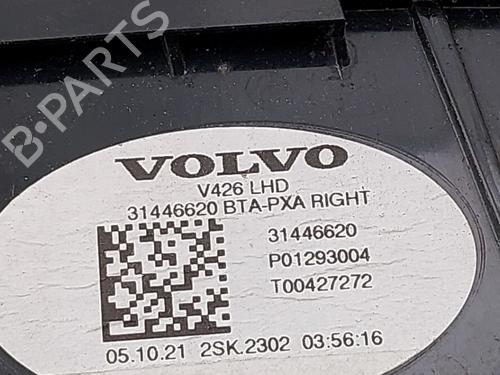 B-PARTS
VOLVO
V426 LHD
31446620 BTA-PXA RIGHT
31446620
P01293004
T00427272
05.10.21 2SK.2302 03:56:16